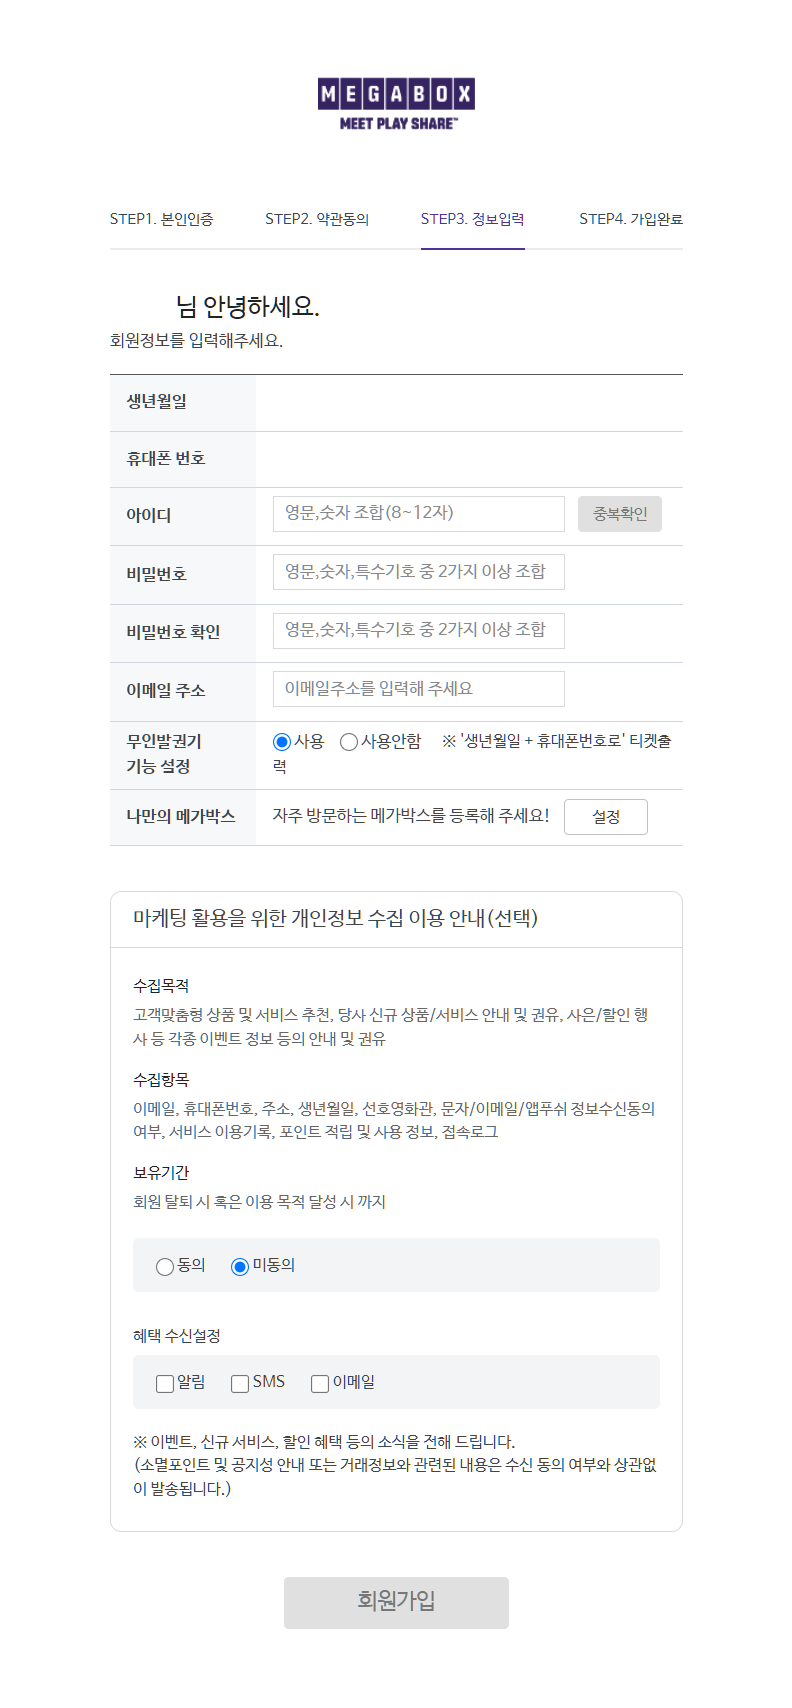 MEGABOX
MEET PLAY SHARE™
STEP1. 본인인증 STEP2. 약관동의 STEP3. 정보입력 STEP4. 가입완료
님 안녕하세요.
회원정보를 입력해주세요.
생년월일
휴대폰 번호
아이디 영문,숫자 조합(8~12자) 중복확인
비밀번호 영문,숫자,특수기호 중 2가지 이상 조합
비밀번호 확인 영문,숫자,특수기호 중 2가지 이상 조합
이메일 주소 이메일주소를 입력해 주세요
무인발권기
기능 설정
사용 사용안함 ※ '생년월일 + 휴대폰번호로' 티켓출
력
나만의 메가박스 자주 방문하는 메가박스를 등록해 주세요! 설정
마케팅 활용을 위한 개인정보 수집 이용 안내(선택)
수집목적
고객맞춤형 상품 및 서비스 추천, 당사 신규 상품/서비스 안내 및 권유, 사은/할인 행
사 등 각종 이벤트 정보 등의 안내 및 권유
수집항목
이메일, 휴대폰번호, 주소, 생년월일, 선호영화관, 문자/이메일/앱푸쉬 정보수신동의
여부, 서비스 이용기록, 포인트 적립 및 사용 정보, 접속로그
보유기간
회원 탈퇴 시 혹은 이용 목적 달성 시 까지
동의 미동의
혜택 수신설정
알림 SMS 이메일
※ 이벤트, 신규 서비스, 할인 혜택 등의 소식을 전해 드립니다.
(소멸포인트 및 공지성 안내 또는 거래정보와 관련된 내용은 수신 동의 여부와 상관없
이 발송됩니다.)
회원가입